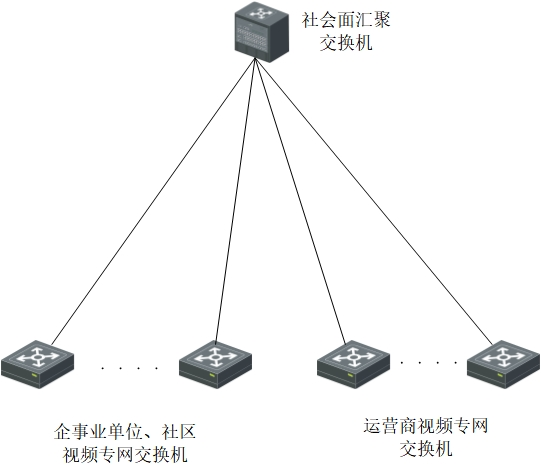 社会面汇聚
交换机
企事业单位、社区
视频专网交换机
运营商视频专网
交换机